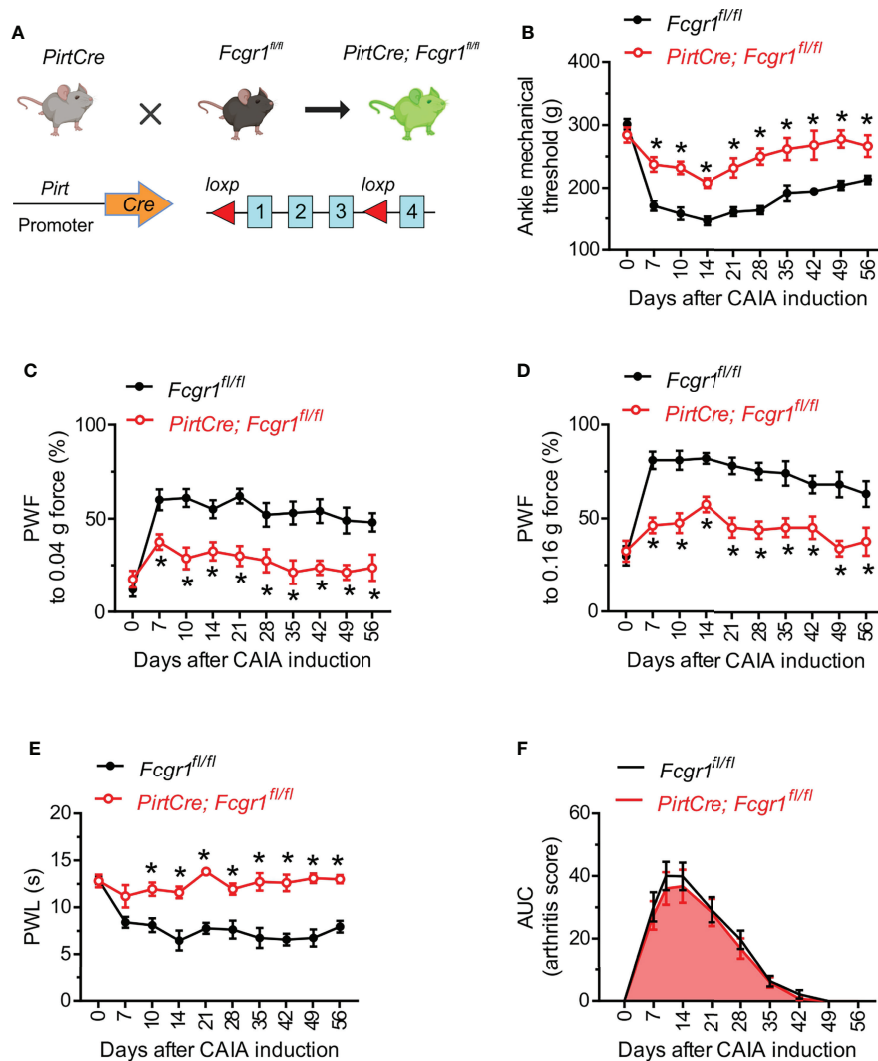 A
PirtCre
Fcgr1fl/fl
PirtCre; Fcgr1fl/fl
×
Pirt
Promoter
Cre
loxp
loxp
1
2
3
4
B
Fcgr1fl/fl
PirtCre; Fcgr1fl/fl
Ankle mechanical
threshold (g)
400
300
200
100
* * * * * * * * *
0 7 10 14 21 28 35 42 49 56
Days after CAIA induction
C
Fcgr1fl/fl
PirtCre; Fcgr1fl/fl
PWF
to 0.04 g force (%)
100
50
0
* * * * * * * * *
0 7 10 14 21 28 35 42 49 56
Days after CAIA induction
D
Fcgr1fl/fl
PirtCre; Fcgr1fl/fl
PWF
to 0.16 g force (%)
100
50
0
* * * * * * * * *
0 7 10 14 21 28 35 42 49 56
Days after CAIA induction
E
Fcgr1fl/fl
PirtCre; Fcgr1fl/fl
PWL (s)
20
15
10
5
0
* * * * * * * *
0 7 10 14 21 28 35 42 49 56
Days after CAIA induction
F
Fcgr1fl/fl
PirtCre; Fcgr1fl/fl
AUC
(arthritis score)
60
40
20
0
0 7 14 21 28 35 42 49 56
Days after CAIA induction